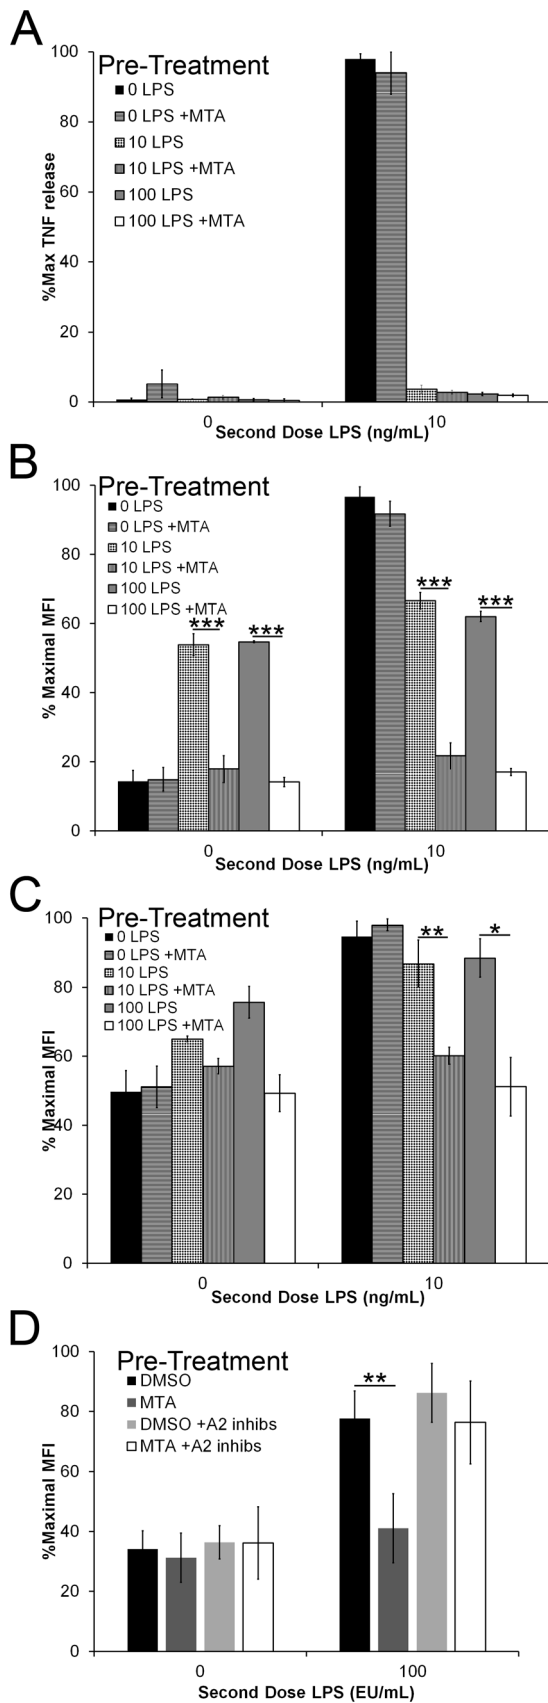 A
Pre-Treatment
0 LPS
0 LPS +MTA
10 LPS
10 LPS +MTA
100 LPS
100 LPS +MTA
%Max TNF release
100
80
60
40
20
0
0 10
Second Dose LPS (ng/mL)
B
Pre-Treatment
0 LPS
0 LPS +MTA
10 LPS
10 LPS +MTA
100 LPS
100 LPS +MTA
% Maximal MFI
100
80
60
40
20
0
*** *** *** ***
0 10
Second Dose LPS (ng/mL)
C
Pre-Treatment
0 LPS
0 LPS +MTA
10 LPS
10 LPS +MTA
100 LPS
100 LPS +MTA
% Maximal MFI
100
80
60
40
20
0
** *
0 10
Second Dose LPS (ng/mL)
D
Pre-Treatment
DMSO
MTA
DMSO +A2 inhibs
MTA +A2 inhibs
%Maximal MFI
100
80
60
40
20
0
**
0 100
Second Dose LPS (EU/mL)